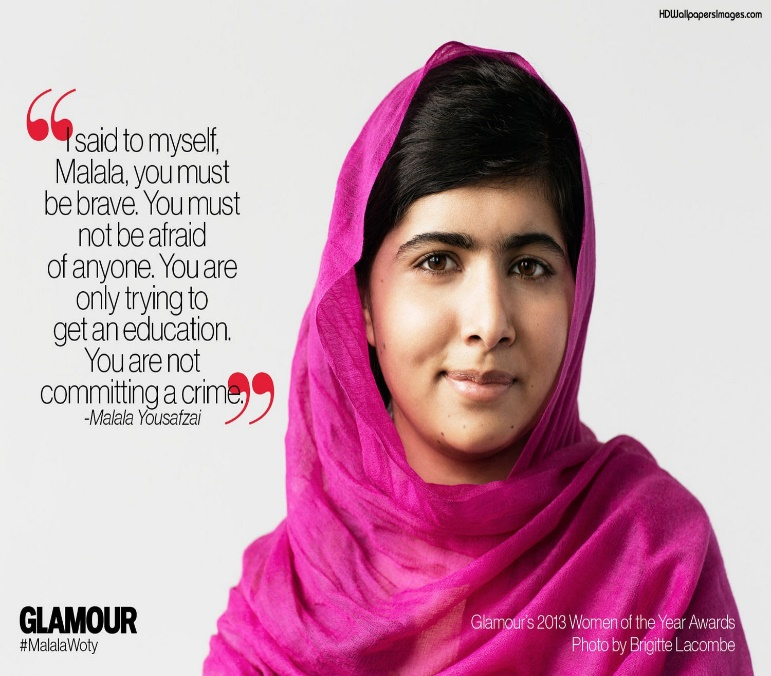 HDWallpapersImages.com
“I said to myself,
Malala, you must
be brave. You must
not be afraid
of anyone. You are
only trying to
get an education.
You are not
committing a crime.”
-Malala Yousafzai
GLAMOUR
#MalalaWoty
Glamour's 2013 Women of the Year Awards
Photo by Brigitte Lacombe